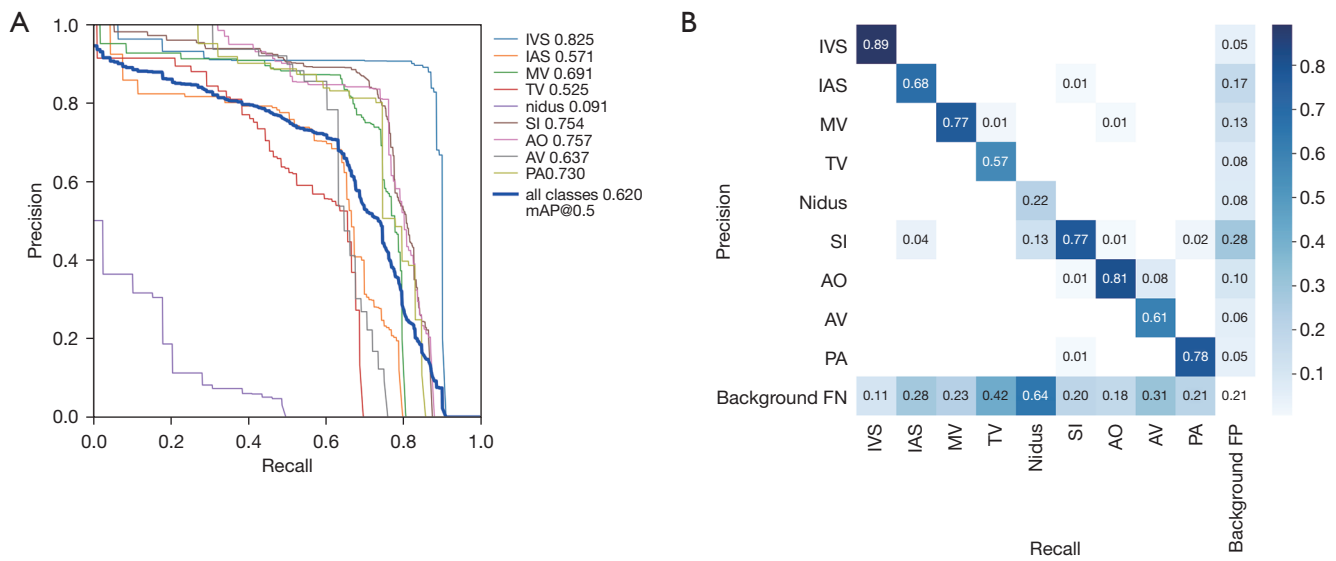 A
1.0
0.8
0.6
0.4
0.2
0.0
Precision
0.0 0.2 0.4 0.6 0.8 1.0
Recall
IVS 0.825
IAS 0.571
MV 0.691
TV 0.525
nidus 0.091
SI 0.754
AO 0.757
AV 0.637
PA0.730
all classes 0.620
mAP@0.5
B
Precision
IVS 0.89 0.05
IAS 0.68 0.01 0.17
MV 0.77 0.01 0.01 0.13
TV 0.57 0.08
Nidus 0.22 0.08
SI 0.04 0.13 0.77 0.01 0.02 0.28
AO 0.01 0.81 0.08 0.10
AV 0.61 0.06
PA 0.01 0.78 0.05
Background FN 0.11 0.28 0.23 0.42 0.64 0.20 0.18 0.31 0.21 0.21
IVS IAS MV TV Nidus SI AO AV PA Background FP
Recall
0.8
0.7
0.6
0.5
0.4
0.3
0.2
0.1